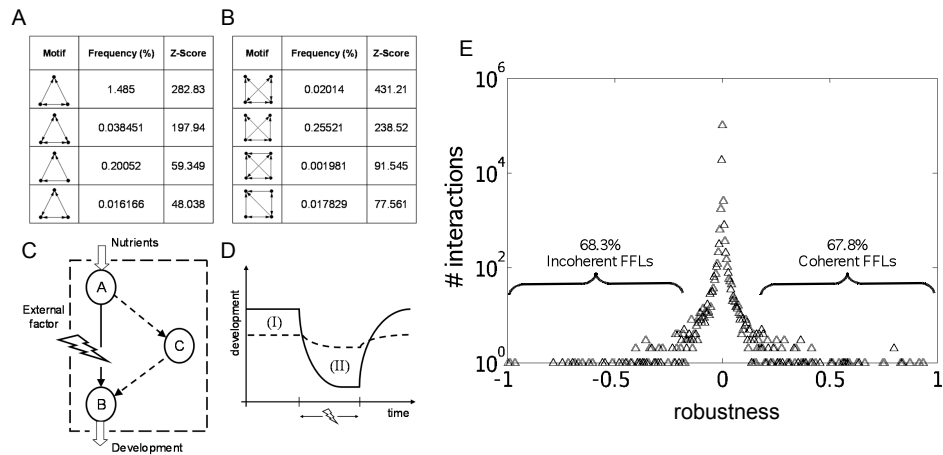 A
Motif Frequency (%) Z-Score
1.485 282.83
0.038451 197.94
0.20052 59.349
0.016166 48.038
B
Motif Frequency (%) Z-Score
0.02014 431.21
0.25521 238.52
0.001981 91.545
0.017829 77.561
C
Nutrients
A
External
factor
C
B
Development
D
development
(I)
(II)
time
E
# interactions
10^6
10^4
10^2
10^0
68.3%
Incoherent FFLs
67.8%
Coherent FFLs
-1 -0.5 0 0.5 1
robustness